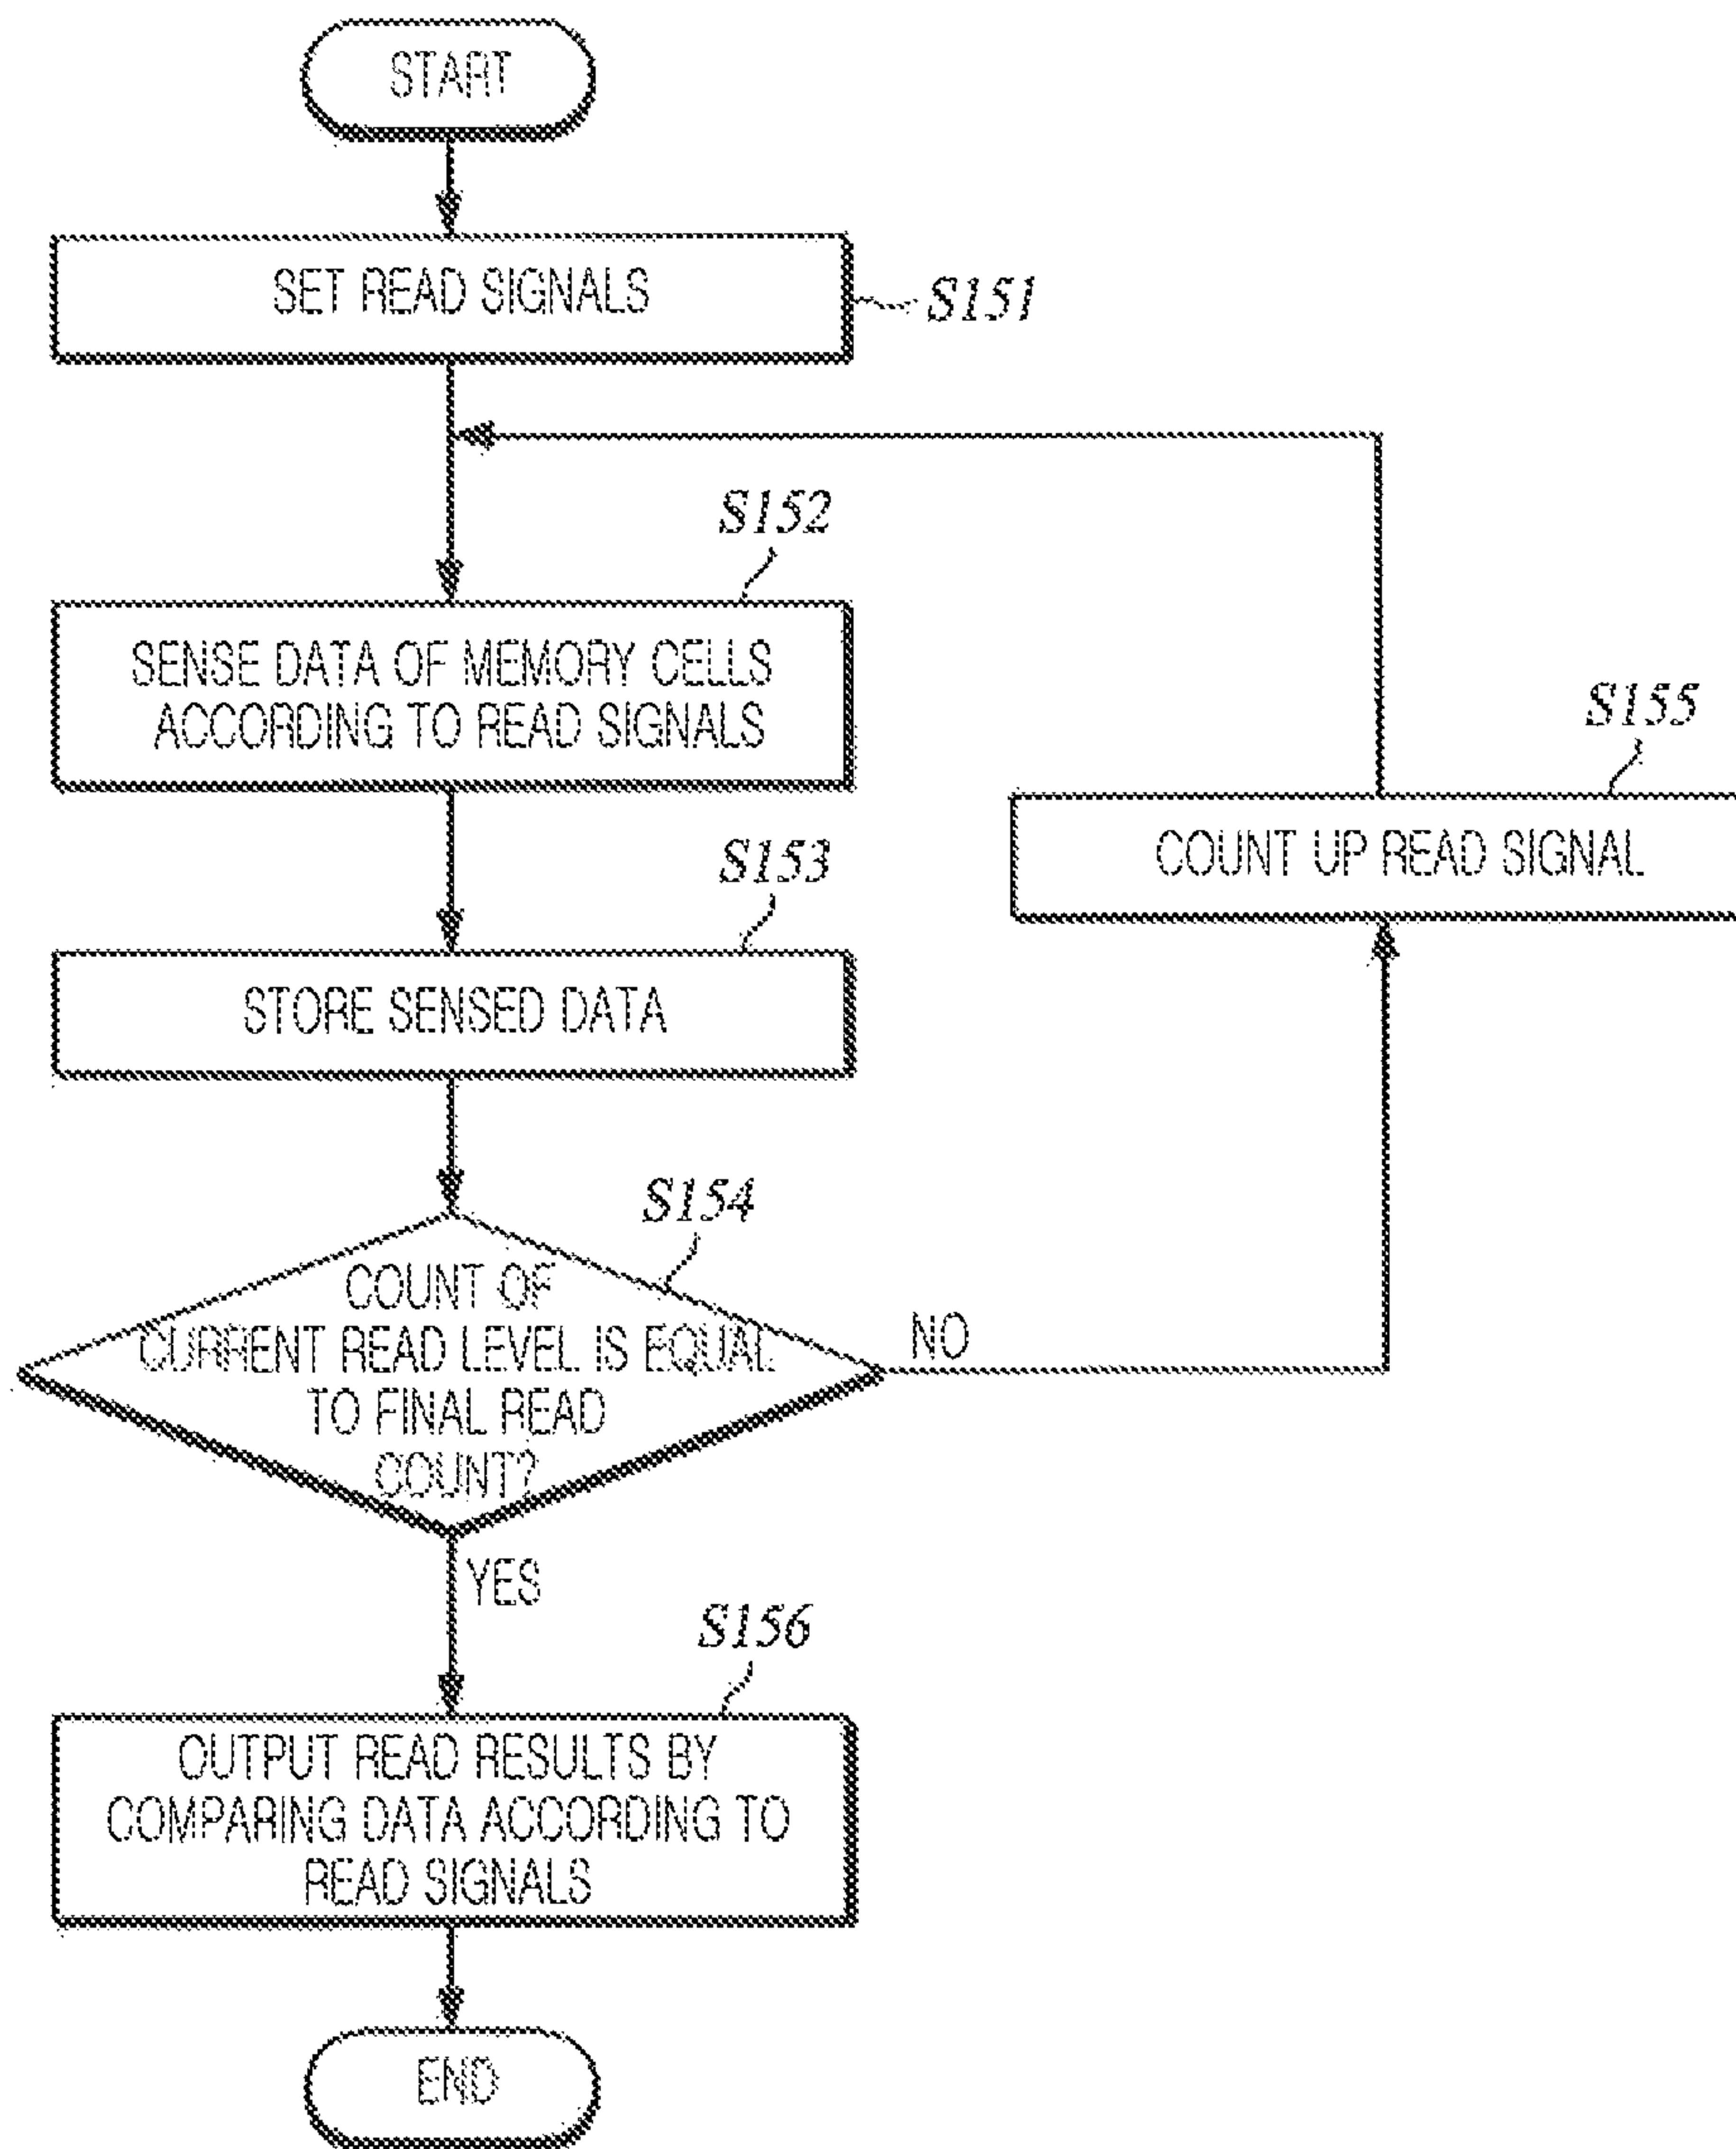 START
SET READ SIGNALS
S151
S152
SENSE DATA OF MEMORY CELLS
ACCORDING TO READ SIGNALS
S155
COUNT UP READ SIGNAL
S153
STORE SENSED DATA
S154
COUNT OF
CURRENT READ LEVEL IS EQUAL
TO FINAL READ
COUNT?
NO
YES
S156
OUTPUT READ RESULTS BY
COMPARING DATA ACCORDING TO
READ SIGNALS
END